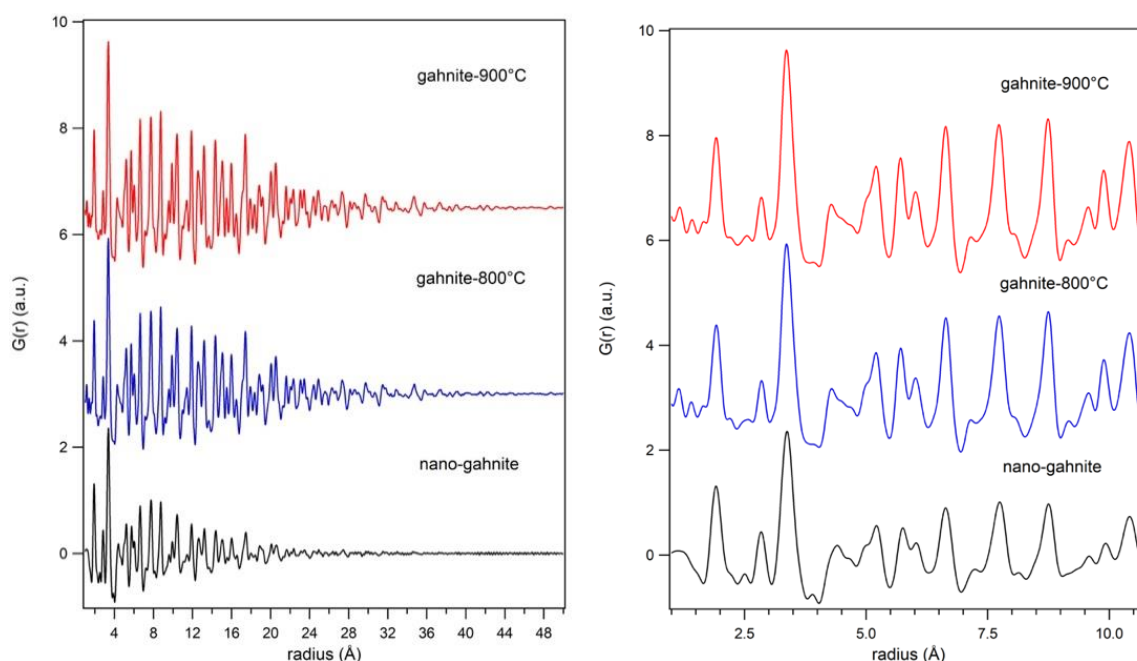 10
8
6
4
2
0
G(r) (a.u.)
gahnite-900°C
gahnite-800°C
nano-gahnite
4 8 12 16 20 24 28 32 36 40 44 48
radius (Å)
10
8
6
4
2
0
G(r) (a.u.)
gahnite-900°C
gahnite-800°C
nano-gahnite
2.5 5.0 7.5 10.0
radius (Å)